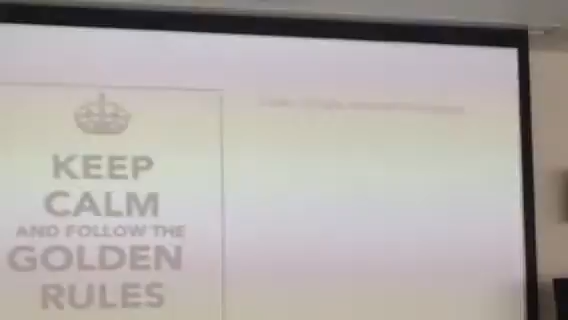 KEEP
CALM
AND FOLLOW THE
GOLDEN
RULES